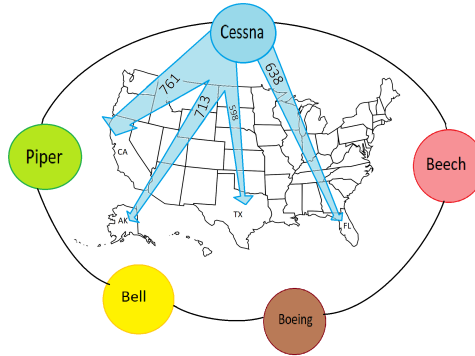 Cessna
761
713
598
638
Piper
CA
Beech
AK
TX
FL
Bell
Boeing